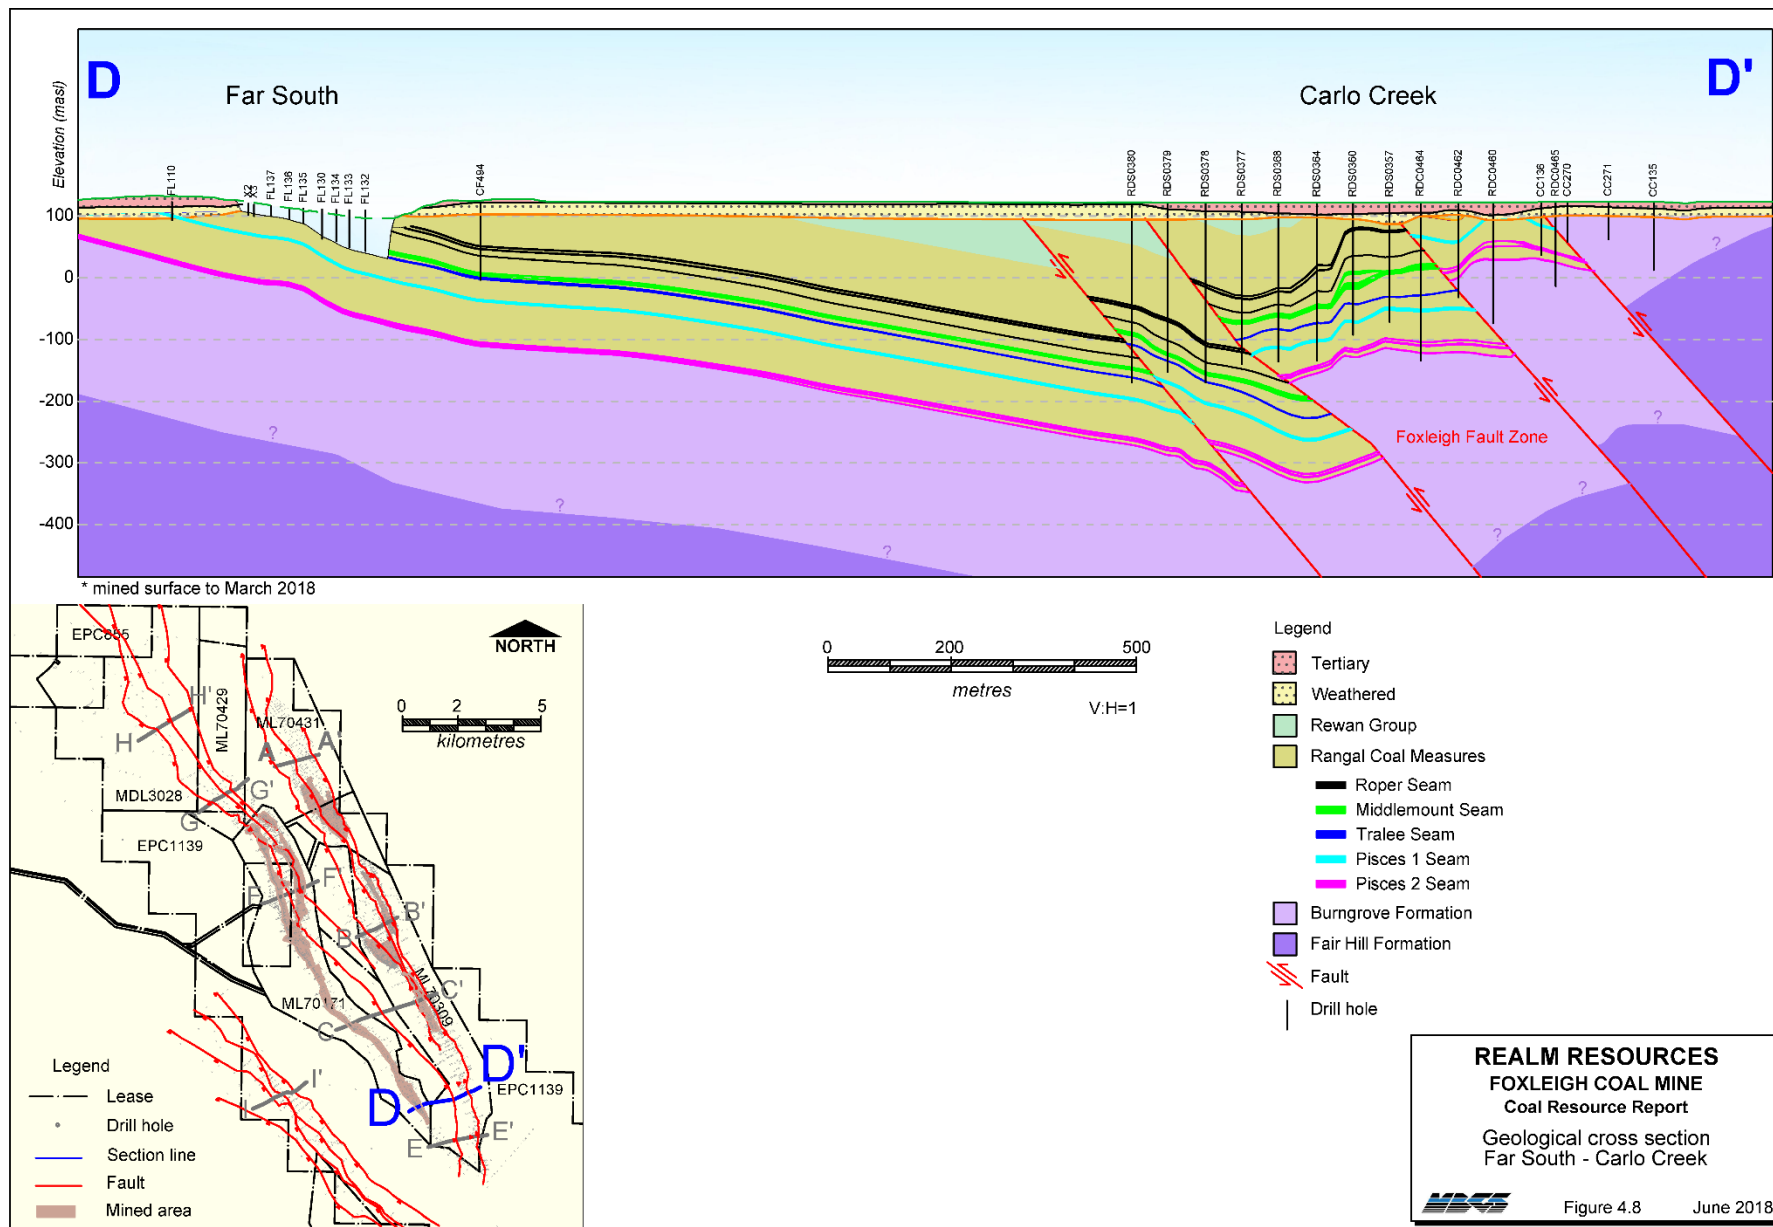 D
D'
Far South
Carlo Creek
Elevation (masl)
FL110
X2
X3
FL137
FL136
FL135
FL130
FL134
FL133
FL132
CF494
RDS0380
RDS0379
RDS0378
RDS0377
RDS0368
RDS0364
RDS0360
RDS0357
RDC0464
RDC0462
RDC0460
CC136
RDC0465
CC270
CC271
CC135
100
0
-100
-200
-300
-400
?
?
?
?
?
?
?
Foxleigh Fault Zone
* mined surface to March 2018
EPC855
NORTH
H'
H
ML70429
ML70431
A
A'
0 2 5
kilometres
G'
G
MDL3028
EPC1139
F
F'
B'
B
ML70309
C'
C
ML70171
D'
D
EPC1139
E
E'
I'
I
Legend
Lease
Drill hole
Section line
Fault
Mined area
0 200 500
metres
V:H=1
Legend
Tertiary
Weathered
Rewan Group
Rangal Coal Measures
Roper Seam
Middlemount Seam
Tralee Seam
Pisces 1 Seam
Pisces 2 Seam
Burngrove Formation
Fair Hill Formation
Fault
Drill hole
REALM RESOURCES
FOXLEIGH COAL MINE
Coal Resource Report
Geological cross section
Far South - Carlo Creek
Figure 4.8 June 2018